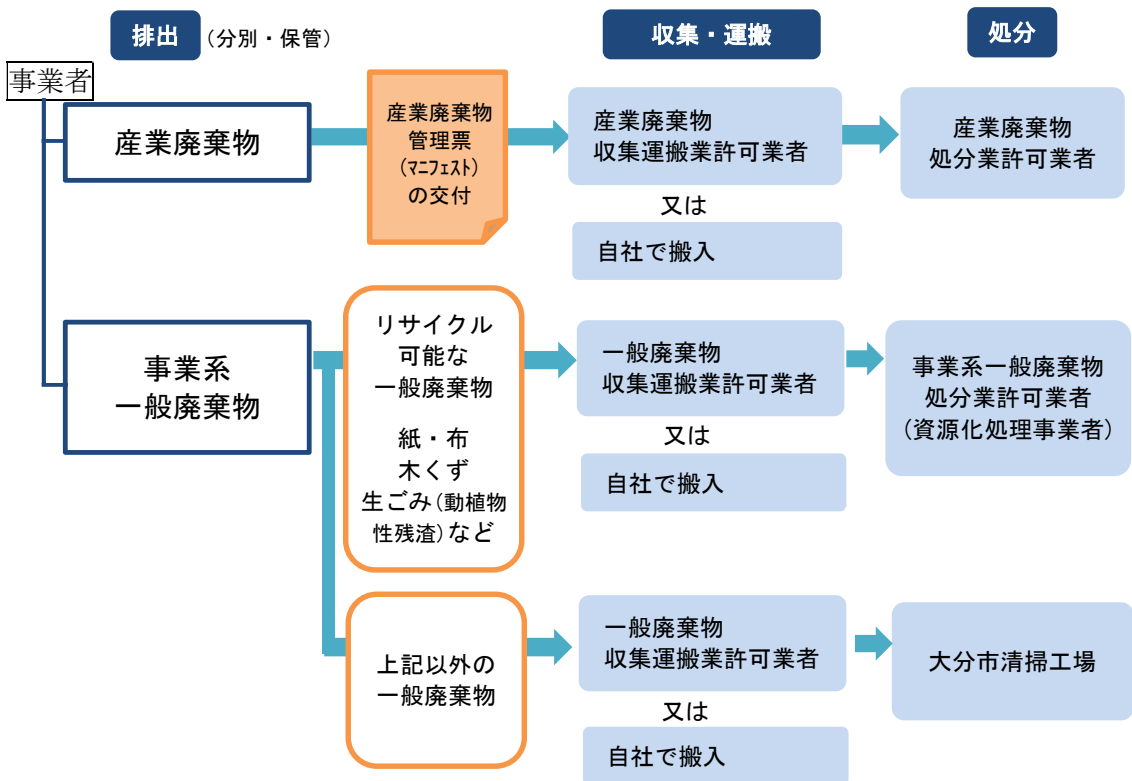 排出
(分別・保管)
収集・運搬
処分
事業者
産業廃棄物
産業廃棄物
管理票
(マニフェスト)
の交付
産業廃棄物
収集運搬業許可業者
又は
自社で搬入
産業廃棄物
処分業許可業者
事業系
一般廃棄物
リサイクル
可能な
一般廃棄物
紙・布
木くず
生ごみ(動植物
性残渣)など
一般廃棄物
収集運搬業許可業者
又は
自社で搬入
事業系一般廃棄物
処分業許可業者
(資源化処理事業者)
上記以外の
一般廃棄物
一般廃棄物
収集運搬業許可業者
又は
自社で搬入
大分市清掃工場